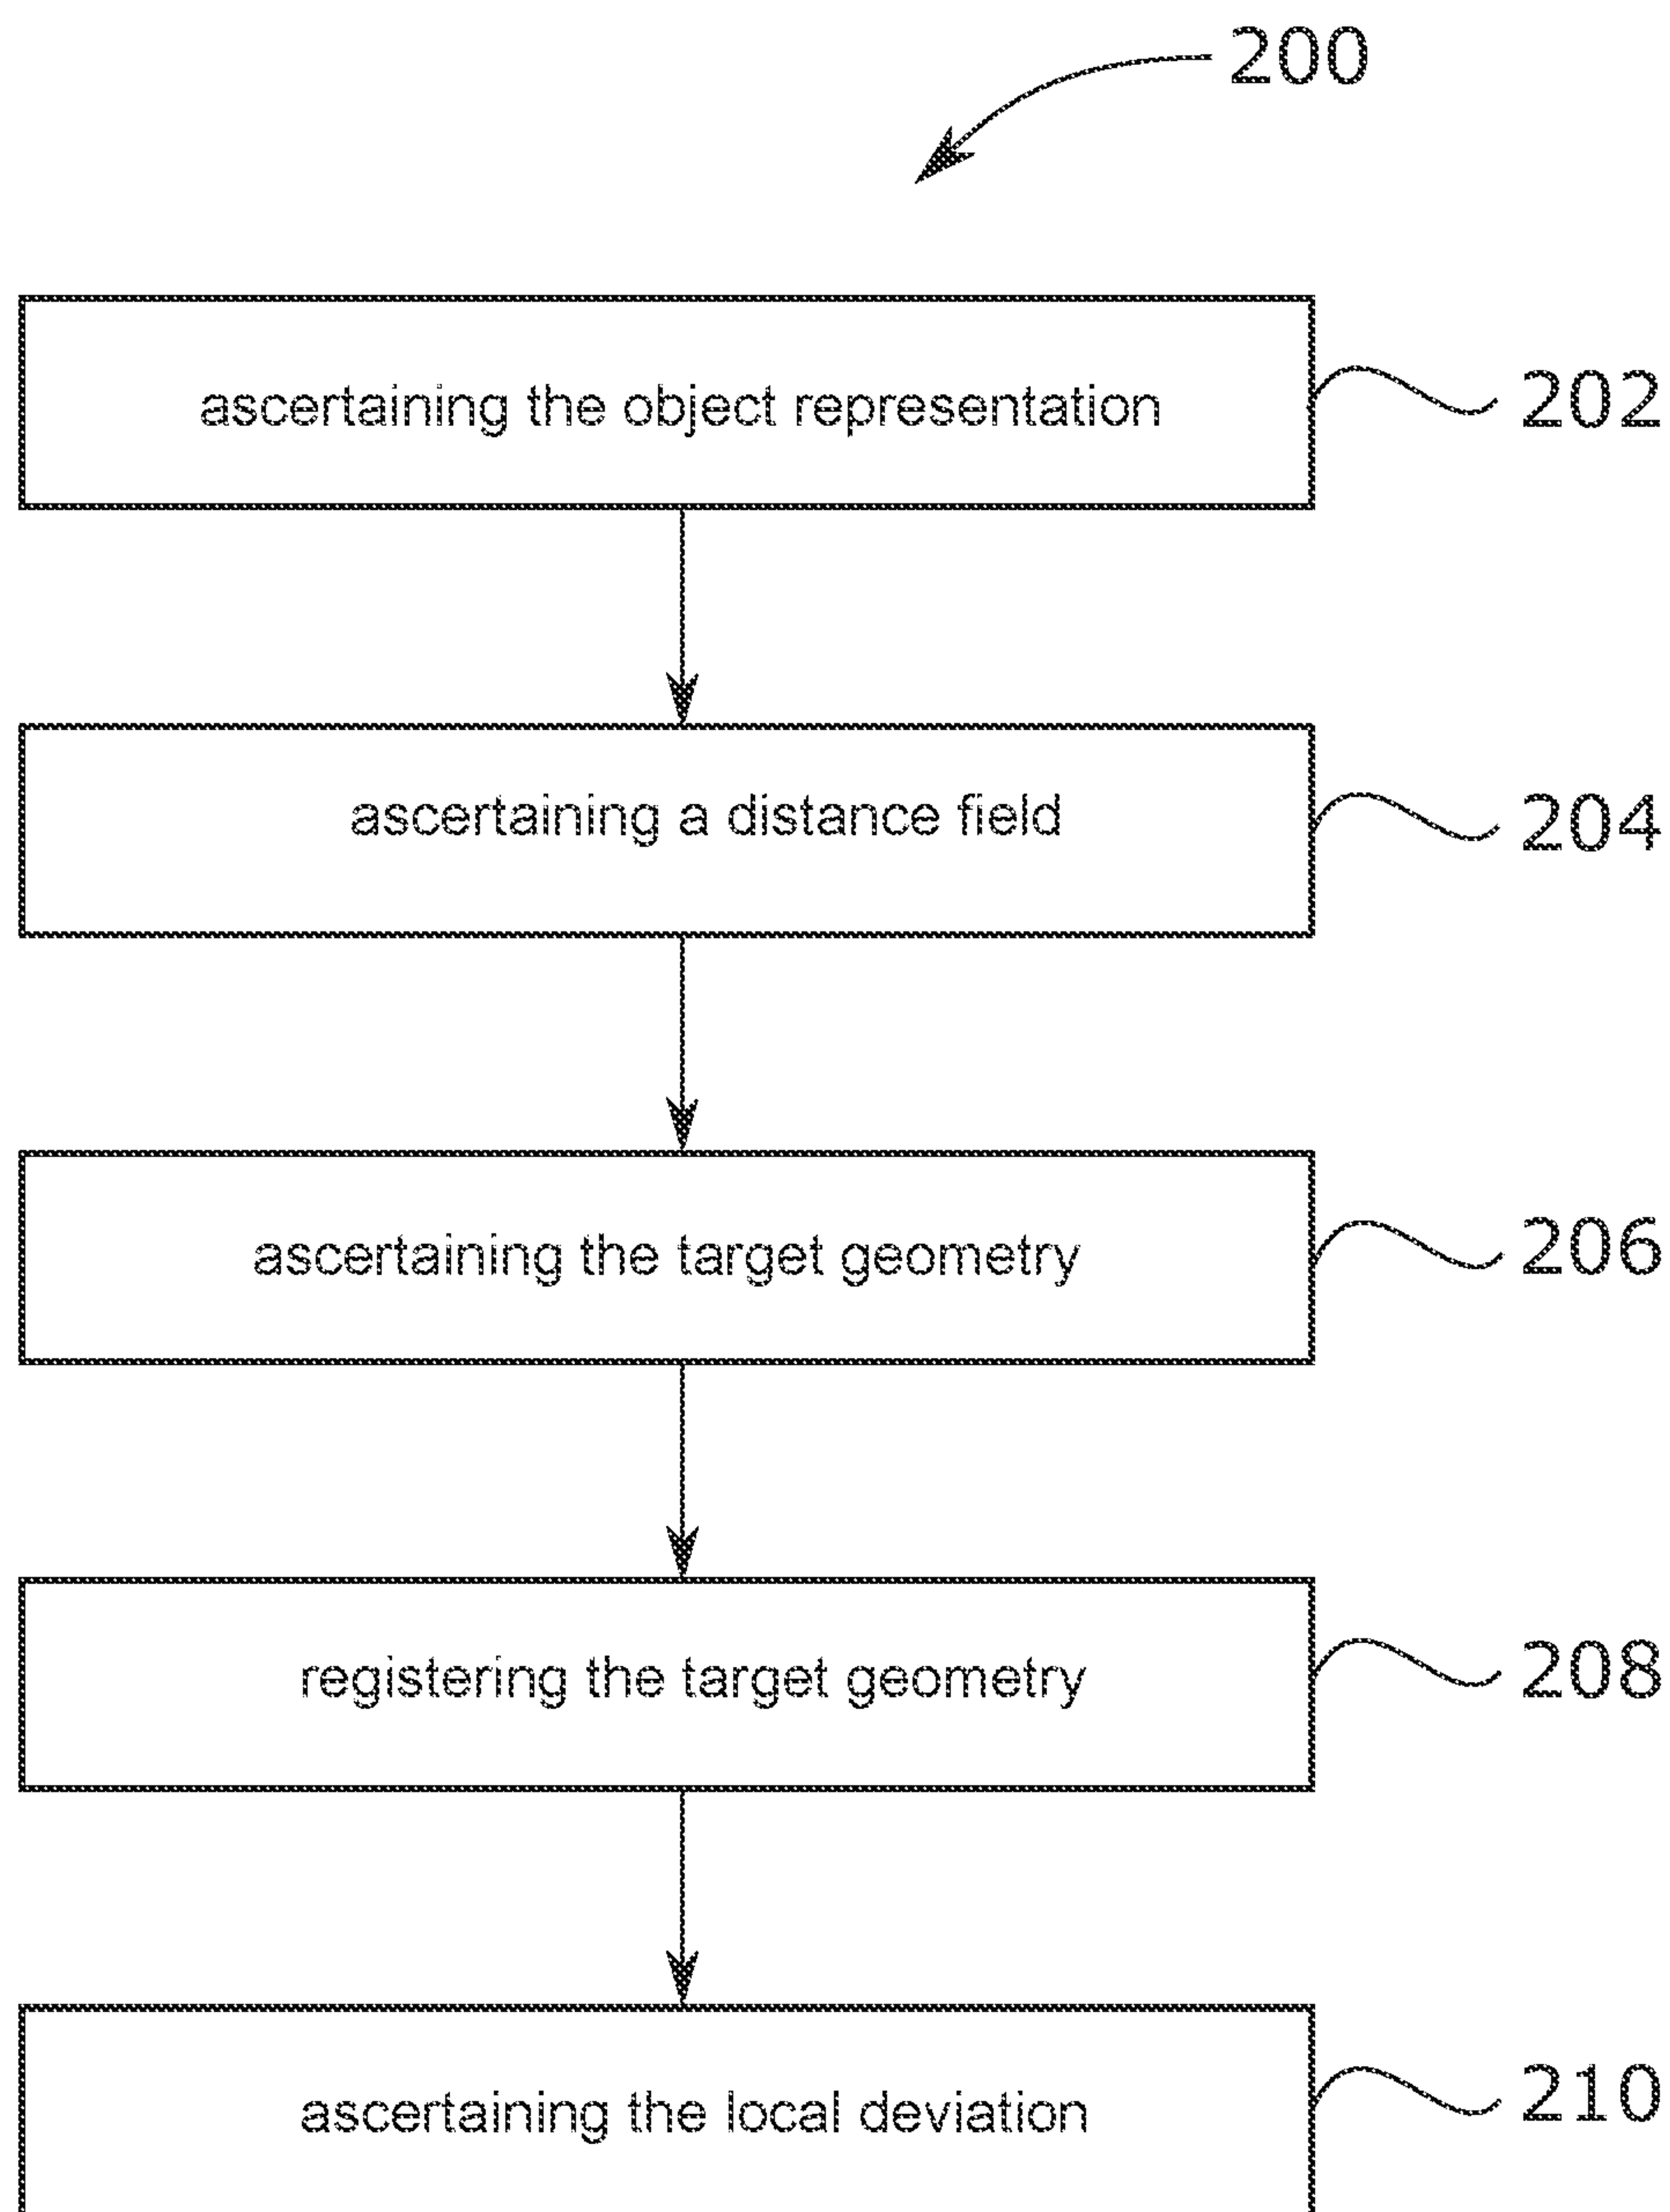 200
ascertaining the object representation
202
ascertaining a distance field
204
ascertaining the target geometry
206
registering the target geometry
208
ascertaining the local deviation
210